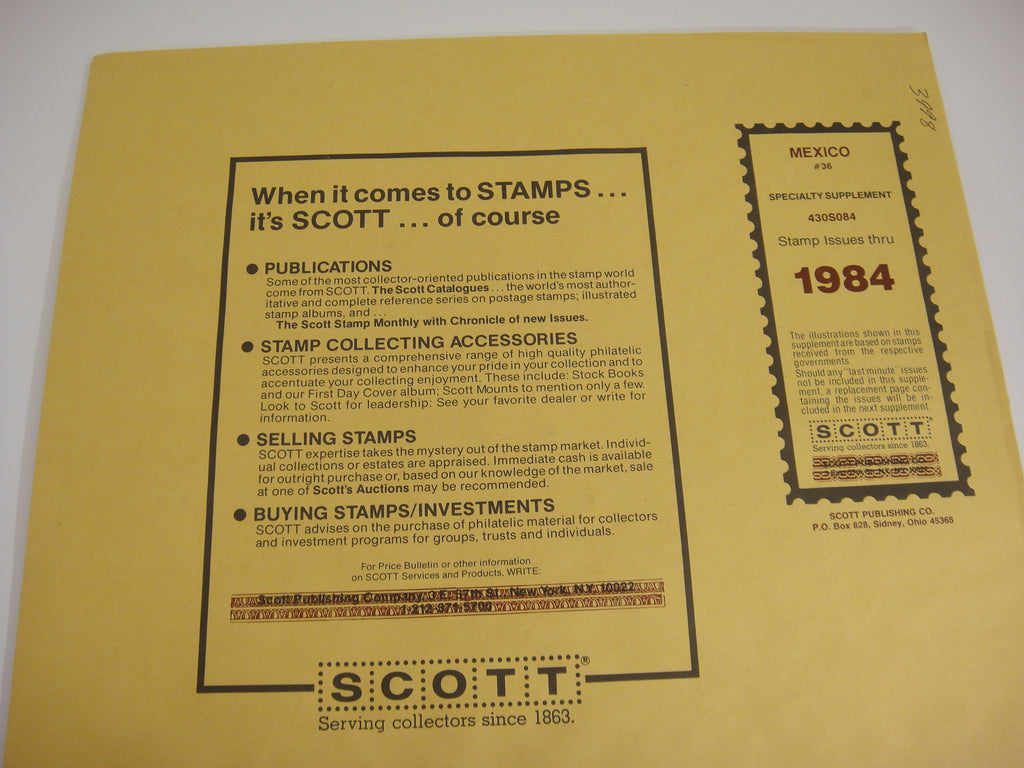 When it comes to STAMPS ...
it's SCOTT ... of course
● PUBLICATIONS
Some of the most collector-oriented publications in the stamp world
come from SCOTT. The Scott Catalogues ... the world's most author-
itative and complete reference series on postage stamps; illustrated
stamp albums, and ...
The Scott Stamp Monthly with Chronicle of new Issues.
● STAMP COLLECTING ACCESSORIES
SCOTT presents a comprehensive range of high quality philatelic
accessories designed to enhance your pride in your collection and to
accentuate your collecting enjoyment. These include: Stock Books
and our First Day Cover album; Scott Mounts to mention only a few.
Look to Scott for leadership: See your favorite dealer or write for
information.
● SELLING STAMPS
SCOTT expertise takes the mystery out of the stamp market. Individ-
ual collections or estates are appraised. Immediate cash is available
for outright purchase or, based on our knowledge of the market, sale
at one of Scott's Auctions may be recommended.
● BUYING STAMPS/INVESTMENTS
SCOTT advises on the purchase of philatelic material for collectors
and investment programs for groups, trusts and individuals.
For Price Bulletin or other information
on SCOTT Services and Products, WRITE:
Scott Publishing Company, 3 E. 57th St., New York, N.Y. 10022
1-212-371-5700
SCOTT®
Serving collectors since 1863.
3998
MEXICO
#36
SPECIALTY SUPPLEMENT
430S084
Stamp Issues thru
1984
The illustrations shown in this
supplement are based on stamps
received from the respective
governments.
Should any "last minute" issues
not be included in this supple-
ment, a replacement page con-
taining the issues will be in-
cluded in the next supplement.
SCOTT®
Serving collectors since 1863.
SCOTT PUBLISHING CO.
P.O. Box 828, Sidney, Ohio 45365